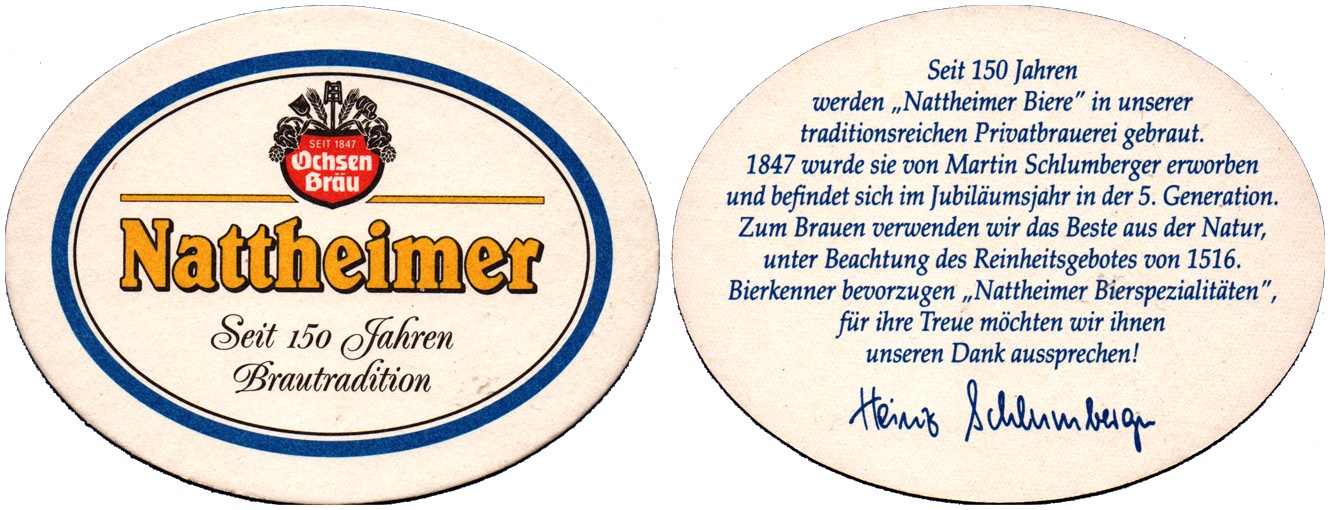 SEIT 1847
Ochsen
Bräu
Nattheimer
Seit 150 Jahren
Brautradition
Seit 150 Jahren
werden „Nattheimer Biere” in unserer
traditionsreichen Privatbrauerei gebraut.
1847 wurde sie von Martin Schlumberger erworben
und befindet sich im Jubiläumsjahr in der 5. Generation.
Zum Brauen verwenden wir das Beste aus der Natur,
unter Beachtung des Reinheitsgebotes von 1516.
Bierkenner bevorzugen „Nattheimer Bierspezialitäten”,
für ihre Treue möchten wir ihnen
unseren Dank aussprechen!
Heinz Schlumberger